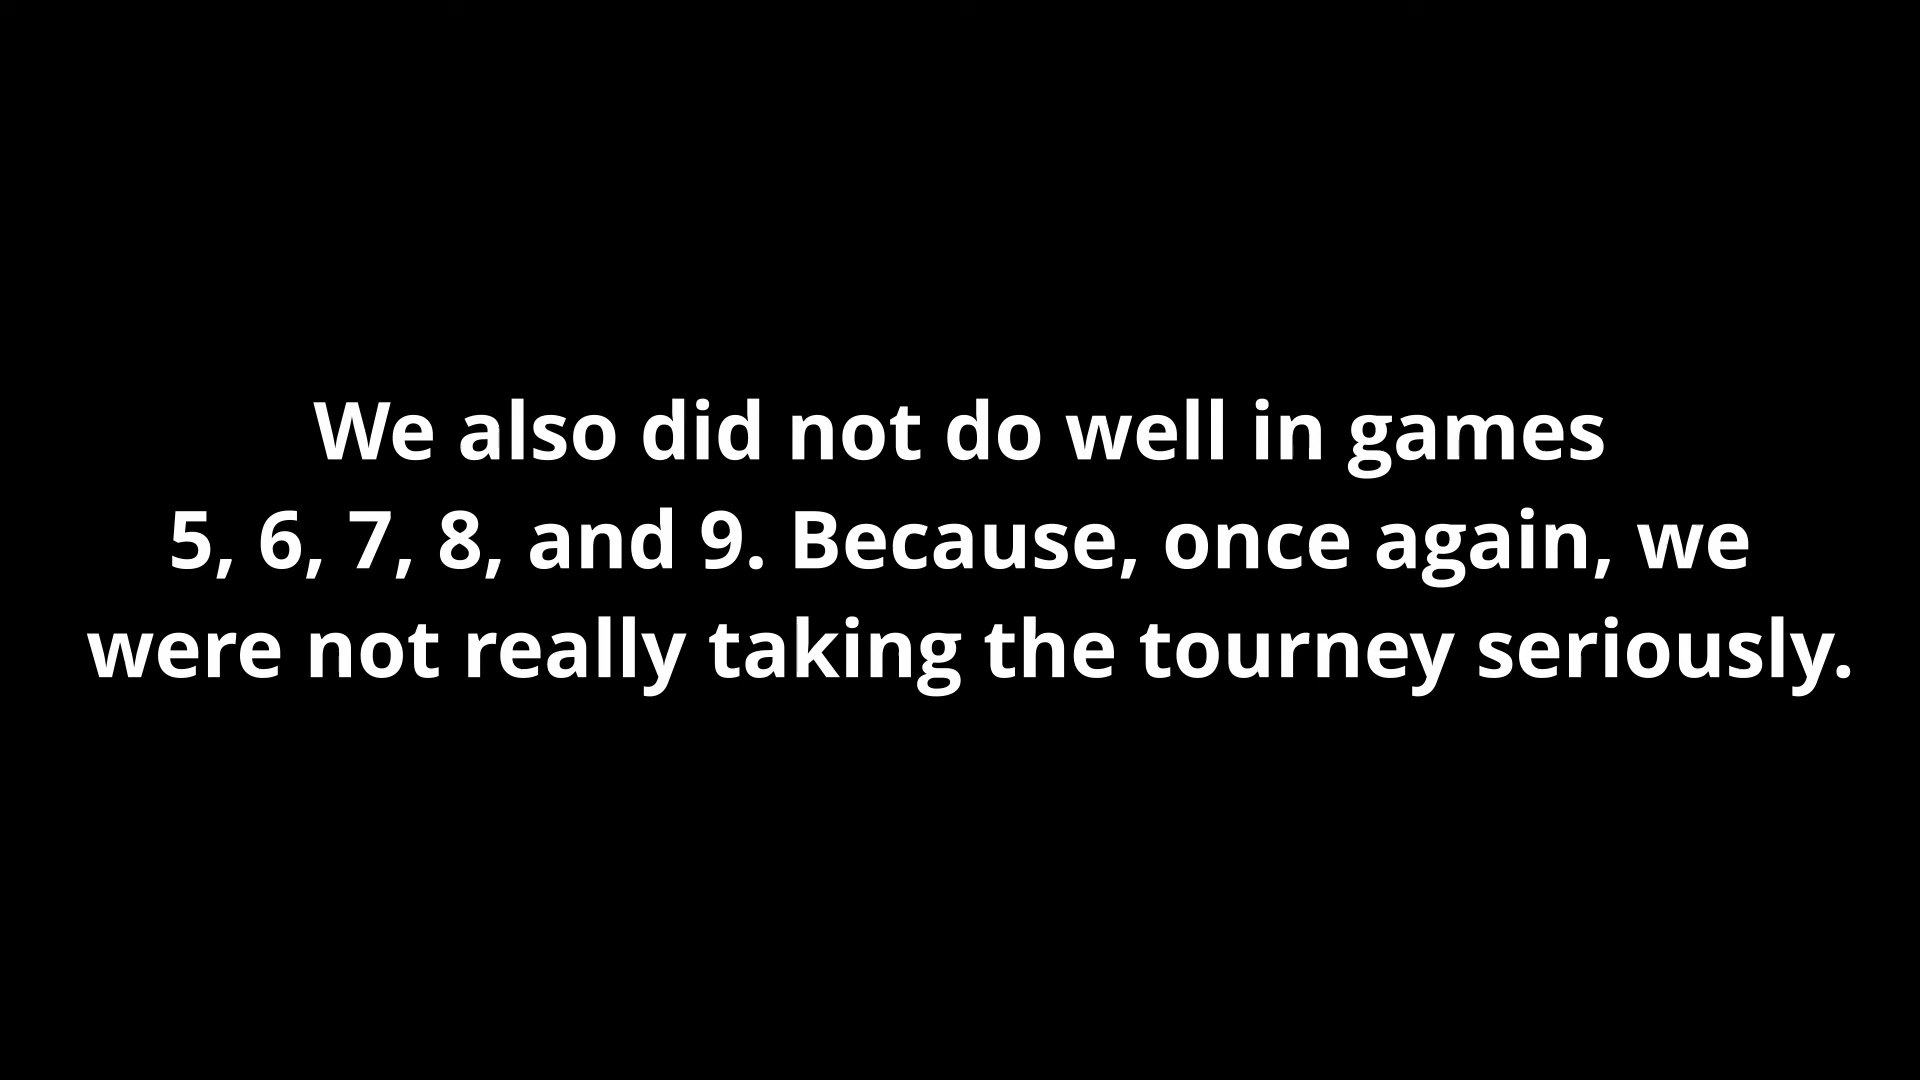 We also did not do well in games
5, 6, 7, 8, and 9. Because, once again, we
were not really taking the tourney seriously.